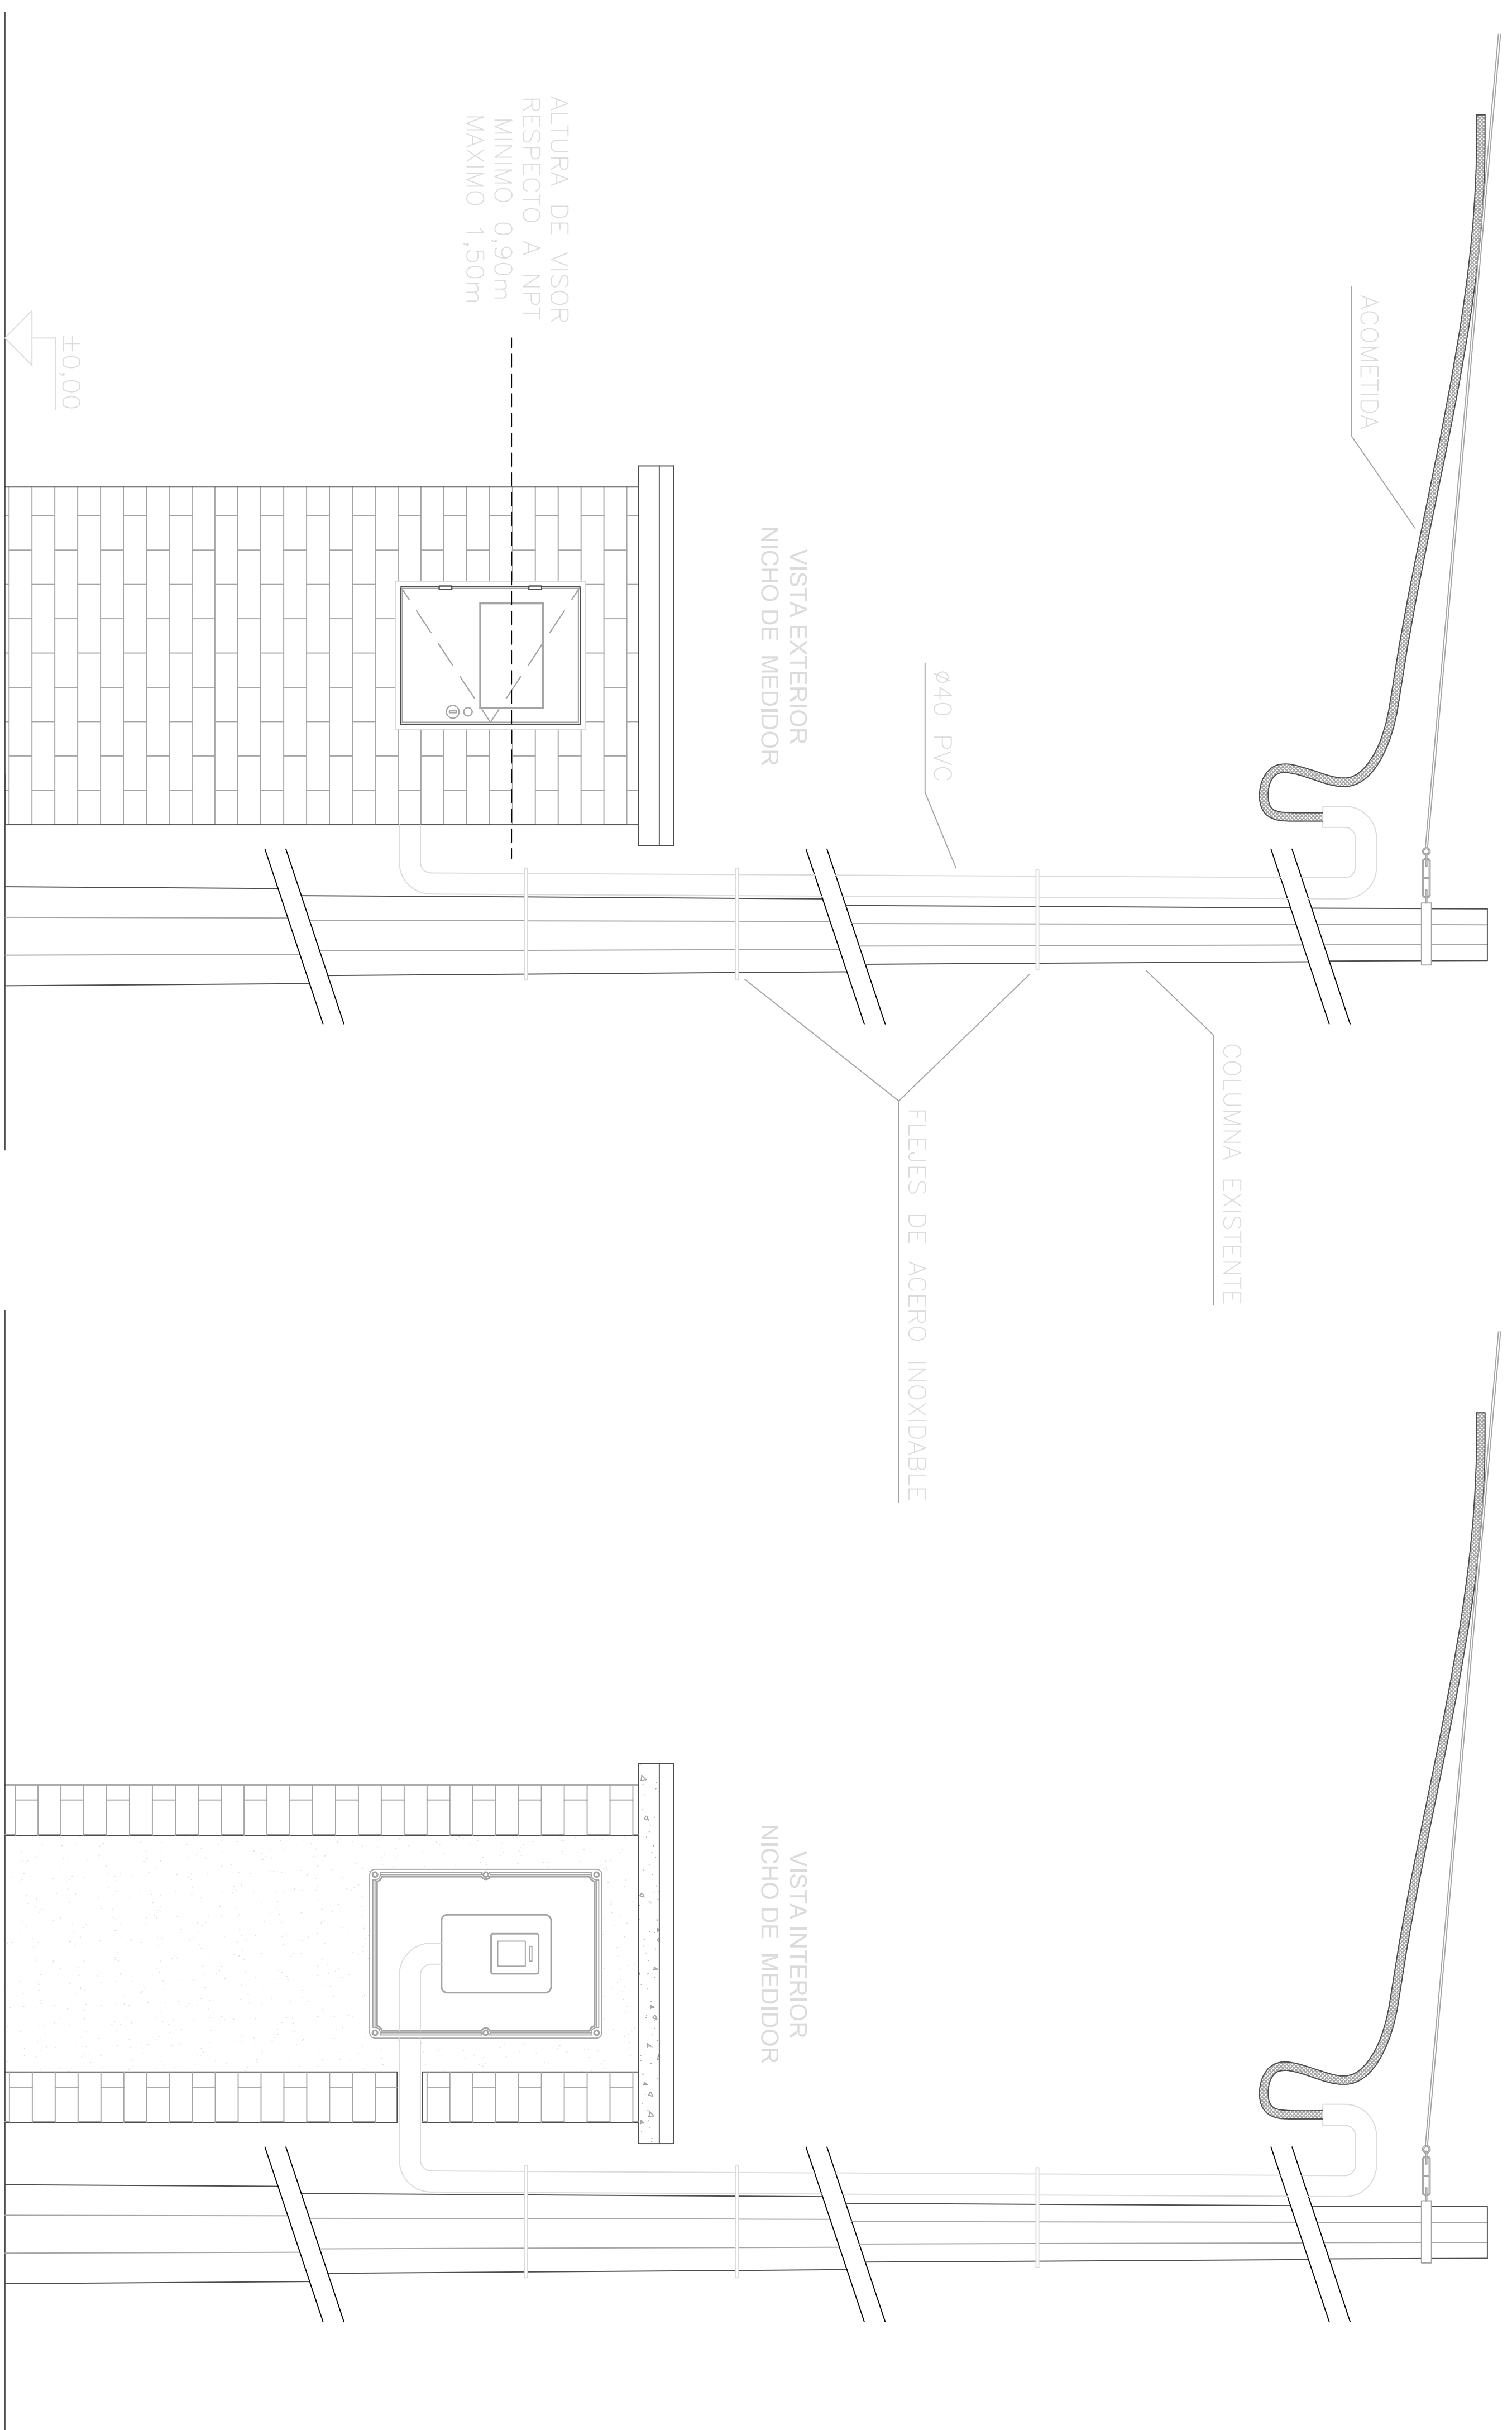 ACOMETIDA
ø40 PVC
COLUMNA EXISTENTE
FLEJES DE ACERO INOXIDABLE
VISTA EXTERIOR
NICHO DE MEDIDOR
ALTURA DE VISOR
RESPECTO A NPT
MINIMO 0,90m
MAXIMO 1,50m
±0,00
VISTA INTERIOR
NICHO DE MEDIDOR